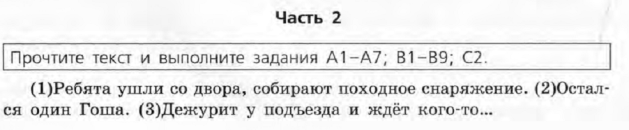 Часть 2
Прочтите текст и выполните задания А1–А7; В1–В9; С2.
(1)Ребята ушли со двора, собирают походное снаряжение. (2)Остал-
ся один Гоша. (3)Дежурит у подъезда и ждёт кого-то...